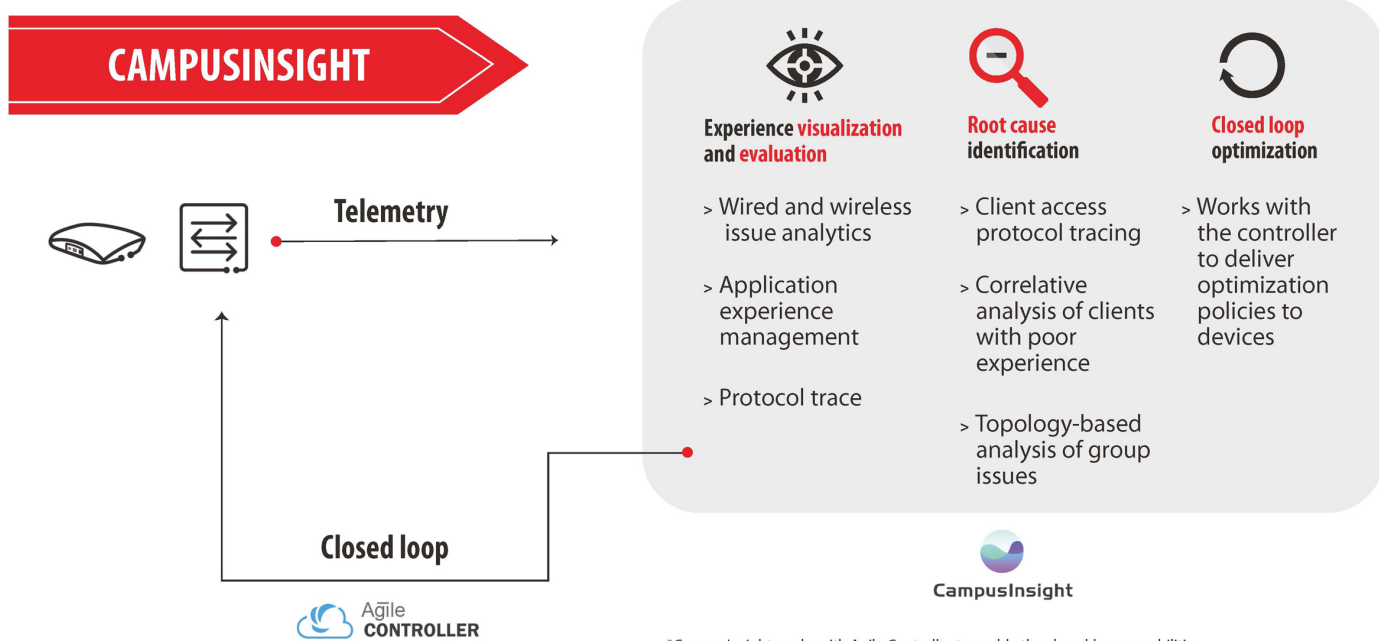 CAMPUSINSIGHT
Telemetry
Closed loop
Agile
CONTROLLER
Experience visualization
and evaluation
> Wired and wireless
issue analytics
> Application
experience
management
> Protocol trace
Root cause
identification
> Client access
protocol tracing
> Correlative
analysis of clients
with poor
experience
> Topology-based
analysis of group
issues
Closed loop
optimization
> Works with
the controller
to deliver
optimization
policies to
devices
CampusInsight